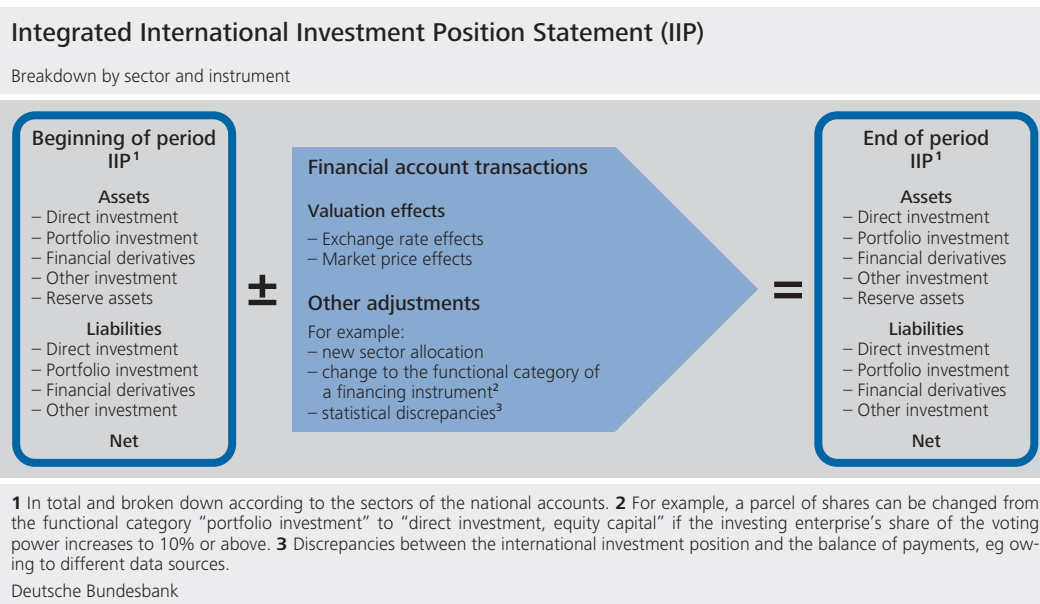 Integrated International Investment Position Statement (IIP)
Breakdown by sector and instrument
Beginning of period
IIP¹
Assets
– Direct investment
– Portfolio investment
– Financial derivatives
– Other investment
– Reserve assets
Liabilities
– Direct investment
– Portfolio investment
– Financial derivatives
– Other investment
Net
±
Financial account transactions
Valuation effects
– Exchange rate effects
– Market price effects
Other adjustments
For example:
– new sector allocation
– change to the functional category of
a financing instrument²
– statistical discrepancies³
=
End of period
IIP¹
Assets
– Direct investment
– Portfolio investment
– Financial derivatives
– Other investment
– Reserve assets
Liabilities
– Direct investment
– Portfolio investment
– Financial derivatives
– Other investment
Net
1 In total and broken down according to the sectors of the national accounts. 2 For example, a parcel of shares can be changed from
the functional category “portfolio investment” to “direct investment, equity capital” if the investing enterprise’s share of the voting
power increases to 10% or above. 3 Discrepancies between the international investment position and the balance of payments, eg ow-
ing to different data sources.
Deutsche Bundesbank